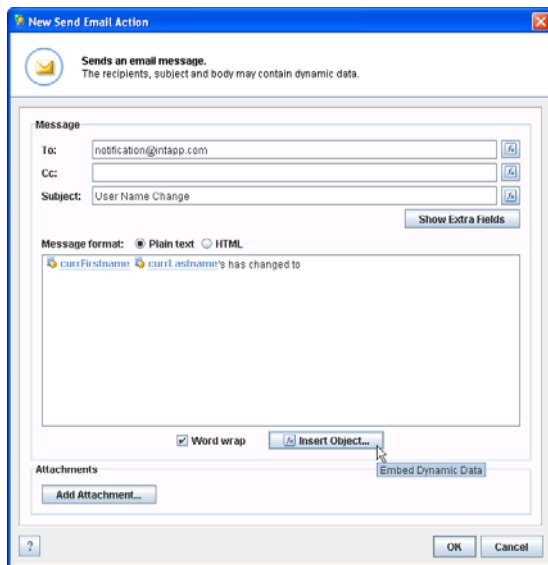 New Send Email Action
Sends an email message.
The recipients, subject and body may contain dynamic data.
Message
To: notification@intapp.com
Cc:
Subject: User Name Change
Show Extra Fields
Message format: Plain text HTML
currFirstname currLastname's has changed to
Word wrap Insert Object...
Embed Dynamic Data
Attachments
Add Attachment...
? OK Cancel